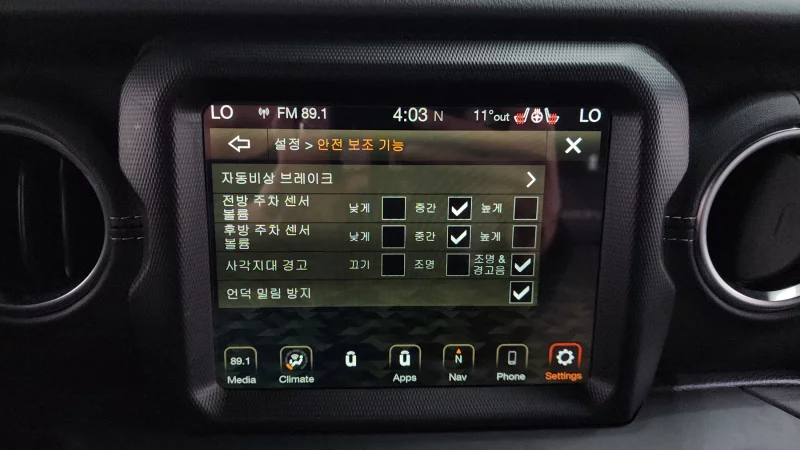 LO FM 89.1 4:03 N 11°out LO
설정 > 안전 보조 기능
자동비상 브레이크
전방 주차 센서 볼륨 낮게 중간 높게
후방 주차 센서 볼륨 낮게 중간 높게
사각지대 경고 끄기 조명 조명 & 경고음
언덕 밀림 방지
89.1 N
Media Climate Apps Nav Phone Settings